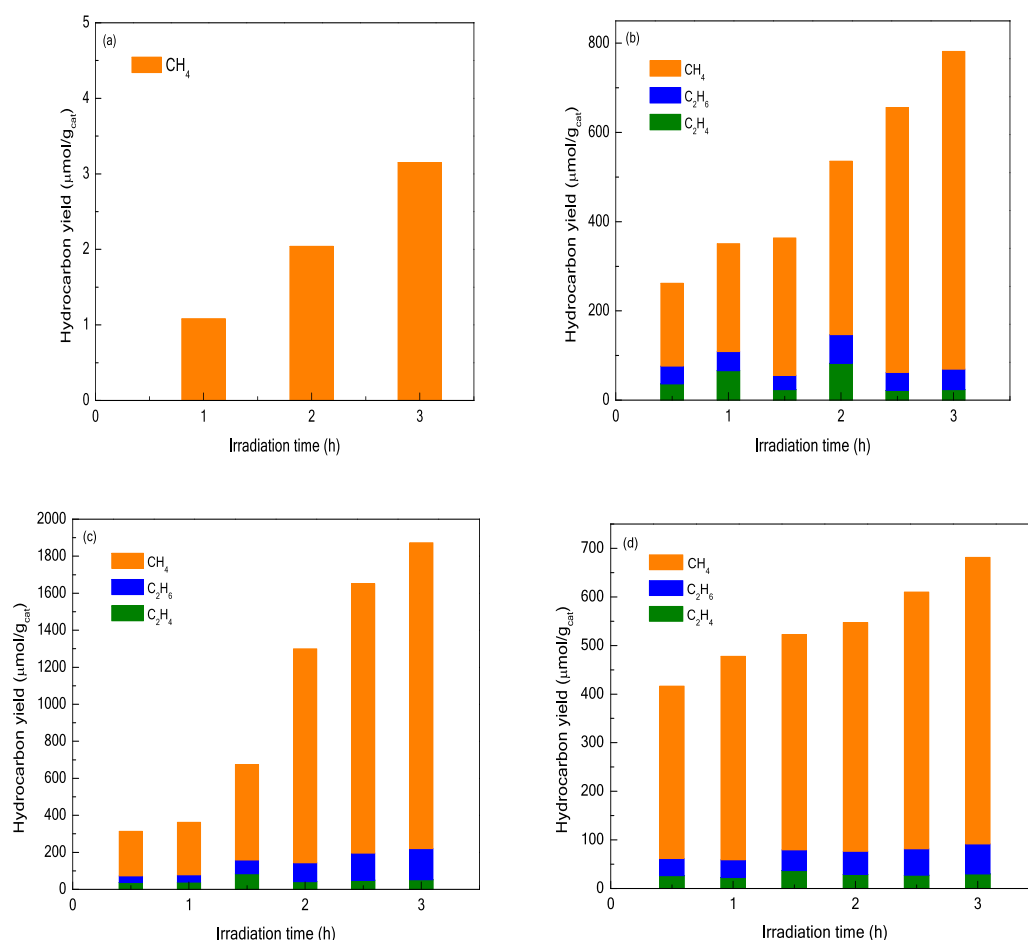 (a)
CH₄
Hydrocarbon yield (μmol/g_cat)
5
4
3
2
1
0
0 1 2 3
Irradiation time (h)
(b)
CH₄
C₂H₆
C₂H₄
Hydrocarbon yield (μmol/g_cat)
800
600
400
200
0
0 1 2 3
Irradiation time (h)
(c)
CH₄
C₂H₆
C₂H₄
Hydrocarbon yield (μmol/g_cat)
2000
1800
1600
1400
1200
1000
800
600
400
200
0
0 1 2 3
Irradiation time (h)
(d)
CH₄
C₂H₆
C₂H₄
Hydrocarbon yield (μmol/g_cat)
700
600
500
400
300
200
100
0
0 1 2 3
Irradiation time (h)